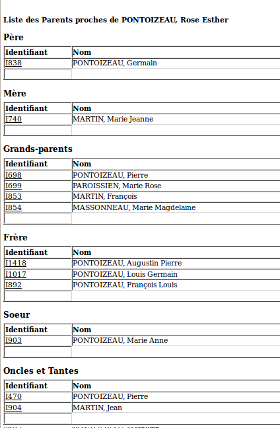 Liste des Parents proches de PONTOIZEAU, Rose Esther
Père
Identifiant Nom
I838 PONTOIZEAU, Germain
Mère
Identifiant Nom
I740 MARTIN, Marie Jeanne
Grands-parents
Identifiant Nom
I698 PONTOIZEAU, Pierre
I699 PAROISSIEN, Marie Rose
I853 MARTIN, François
I854 MASSONNEAU, Marie Magdelaine
Frère
Identifiant Nom
I1418 PONTOIZEAU, Augustin Pierre
I1017 PONTOIZEAU, Louis Germain
I892 PONTOIZEAU, François Louis
Soeur
Identifiant Nom
I903 PONTOIZEAU, Marie Anne
Oncles et Tantes
Identifiant Nom
I470 PONTOIZEAU, Pierre
I904 MARTIN, Jean